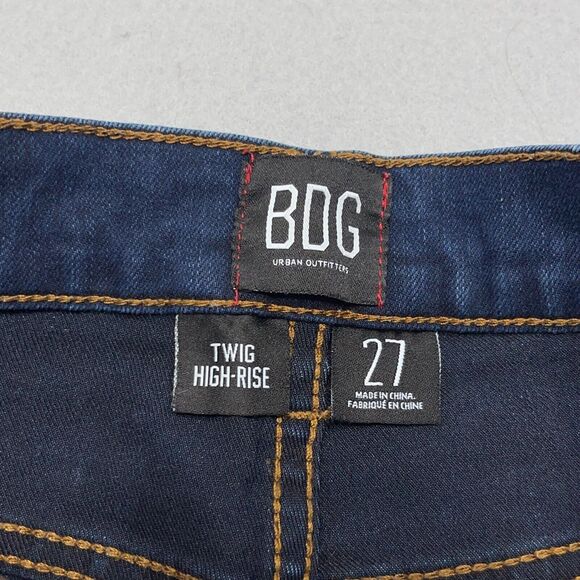 BDG
URBAN OUTFITTERS
TWIG
HIGH-RISE
27
MADE IN CHINA.
FABRIQUÉ EN CHINE